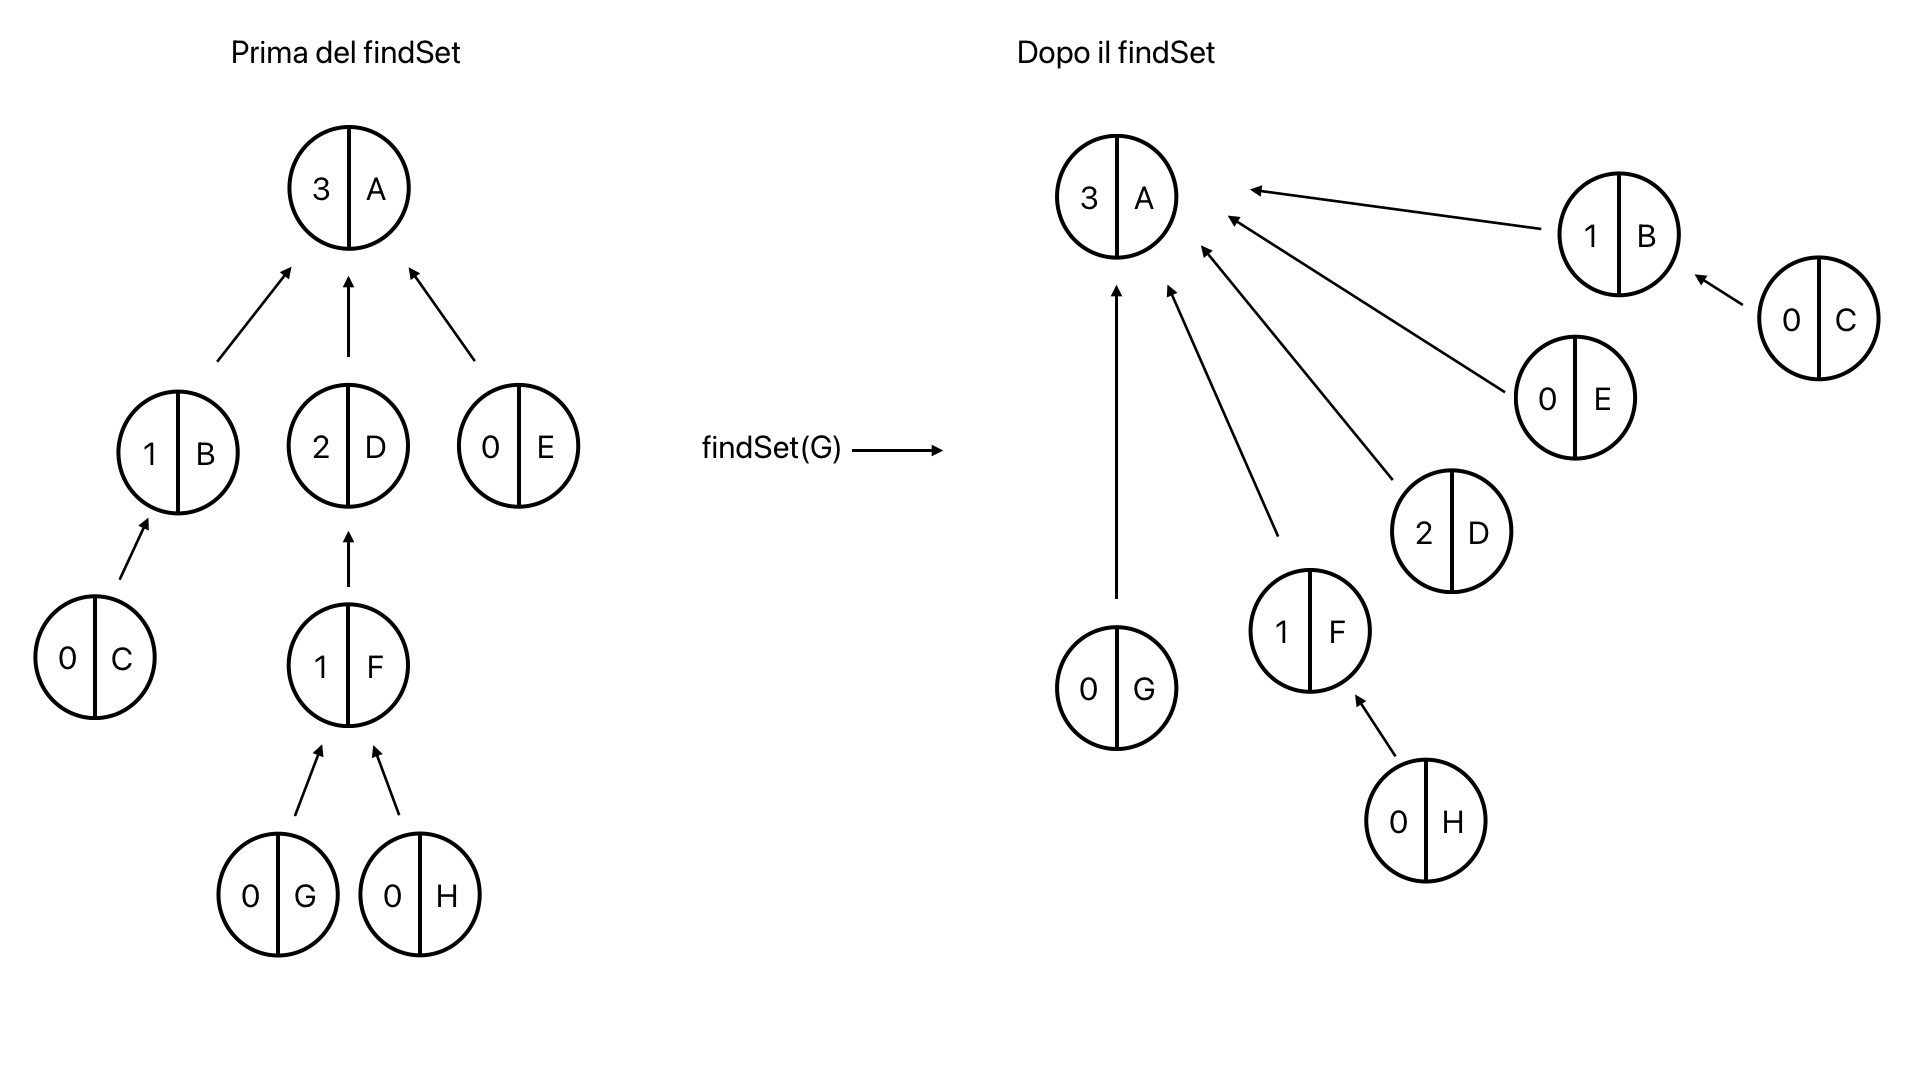 Prima del findSet
3 A
1 B
2 D
0 E
0 C
1 F
0 G
0 H
findSet(G)
Dopo il findSet
3 A
1 B
0 C
0 E
2 D
1 F
0 G
0 H